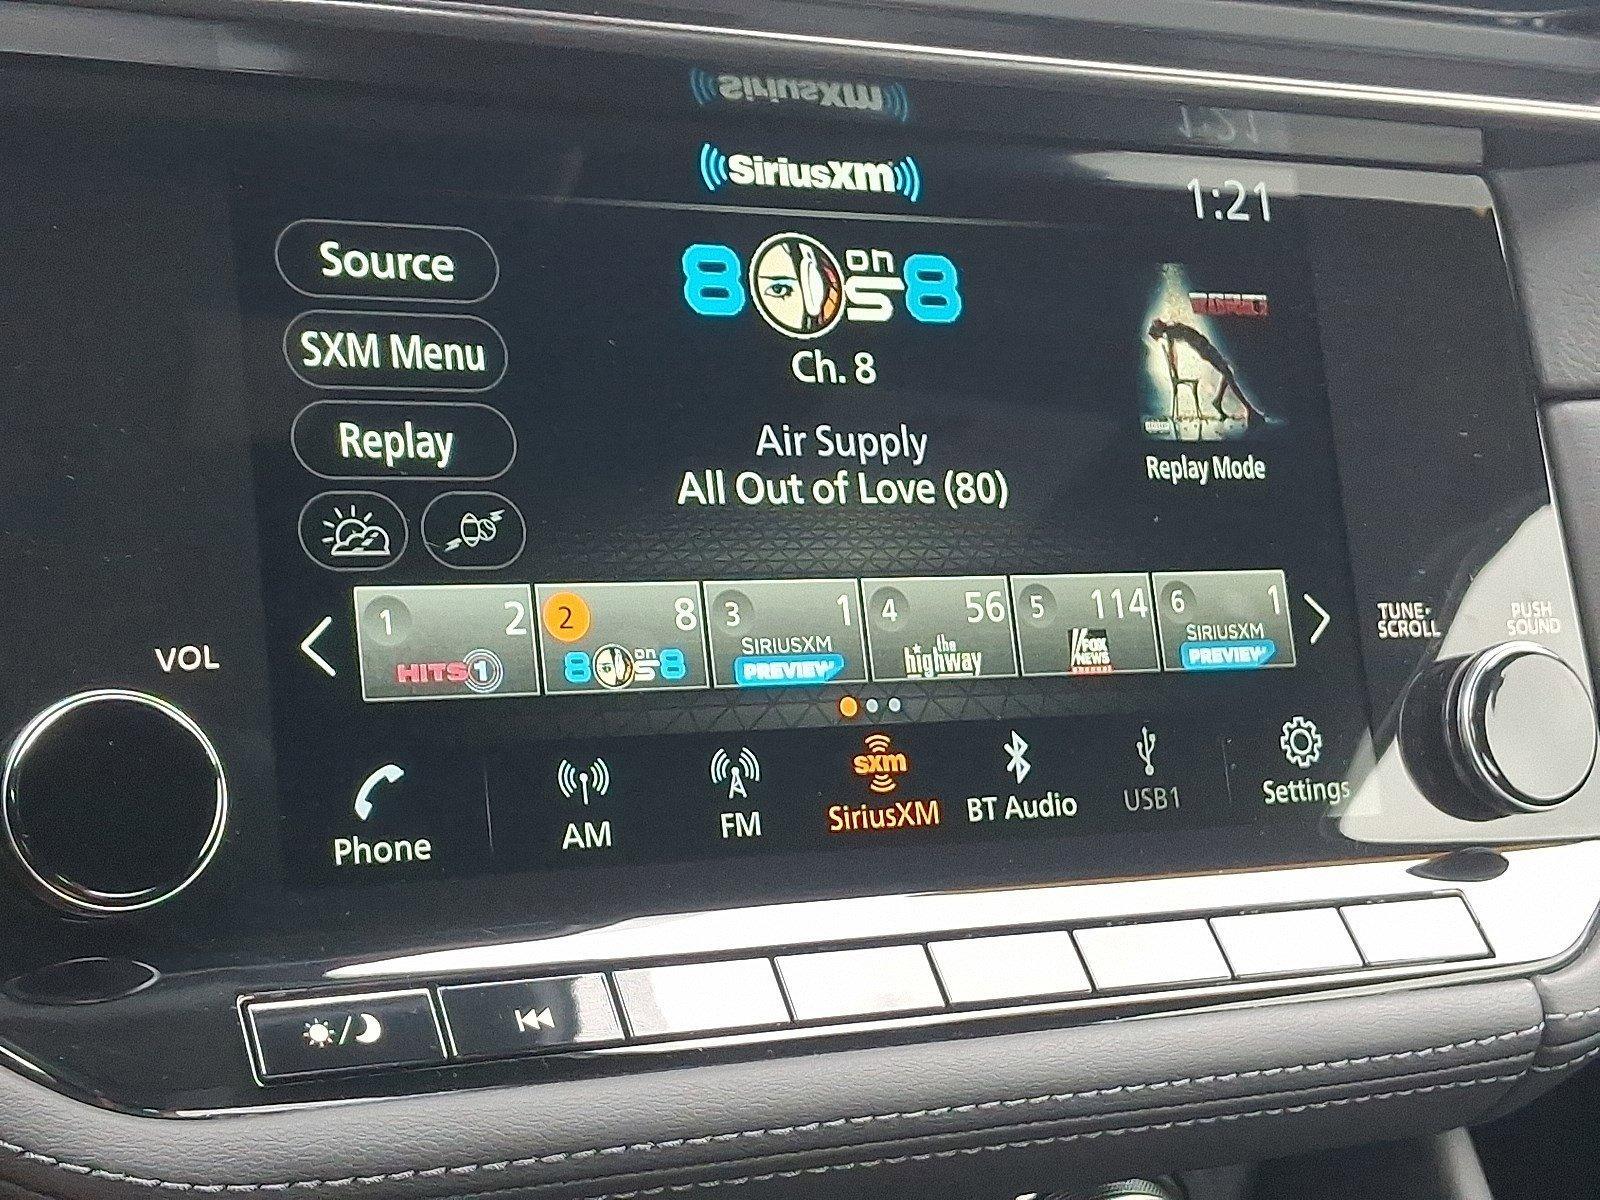 SiriusXM
SiriusXM
1:21
Source
80s on 8
SXM Menu
Ch. 8
Replay
Air Supply
All Out of Love (80)
Replay Mode
1 2
HITS 1
2 8
80s on 8
3 1
SIRIUSXM
PREVIEW
4 56
the
highway
5 114
FOX
NEWS
6 1
SIRIUSXM
PREVIEW
VOL
TUNE·
SCROLL
PUSH
SOUND
Phone
AM
FM
sxm
SiriusXM
BT Audio
USB1
Settings